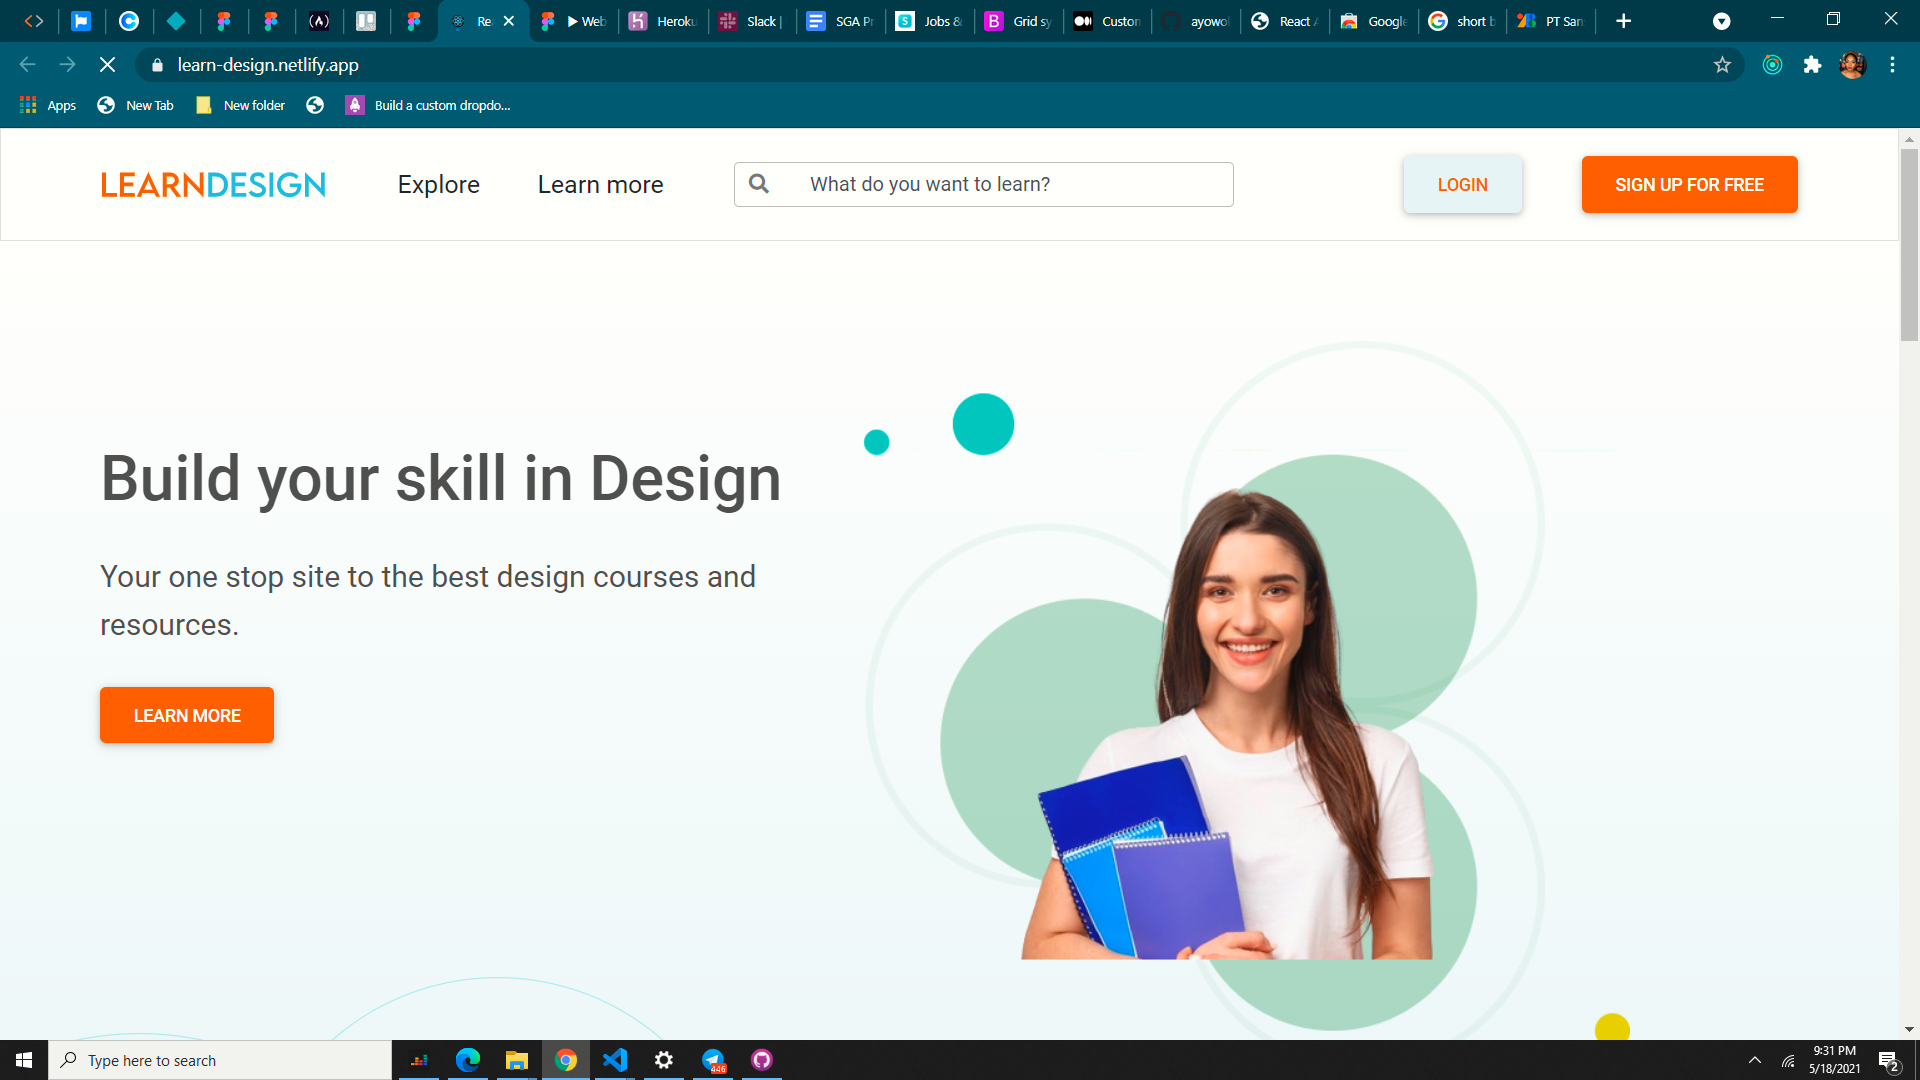 Re
Web
Heroku
Slack |
SGA Pr
Jobs &
Grid sy
Custom
ayowol
React A
Google
short b
PT San
learn-design.netlify.app
Apps
New Tab
New folder
Build a custom dropdo...
LEARNDESIGN
Explore
Learn more
What do you want to learn?
LOGIN
SIGN UP FOR FREE
Build your skill in Design
Your one stop site to the best design courses and
resources.
LEARN MORE
Type here to search
446
9:31 PM
5/18/2021
2